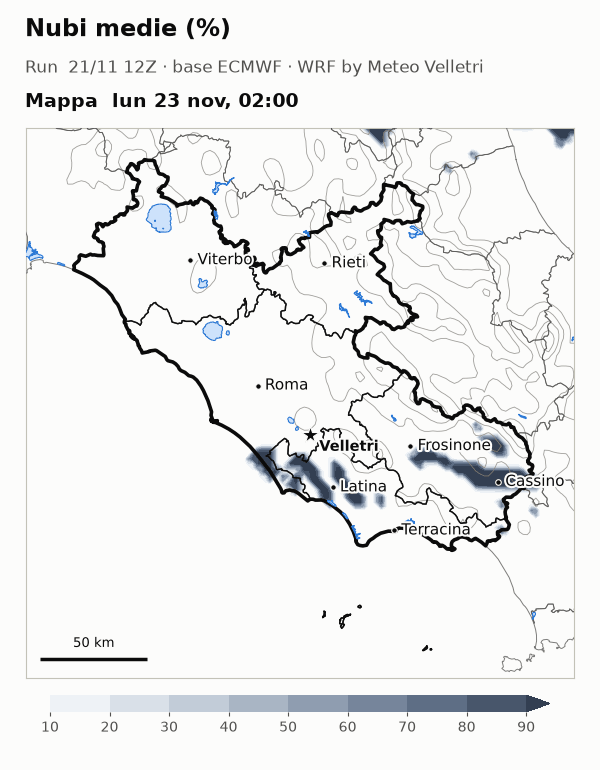 Nubi medie (%)
Run  21/11 12Z · base ECMWF · WRF by Meteo Velletri
Mappa  lun 23 nov, 02:00
Viterbo
Rieti
Roma
Velletri
Frosinone
Latina
Cassino
Terracina
50 km
10 20 30 40 50 60 70 80 90